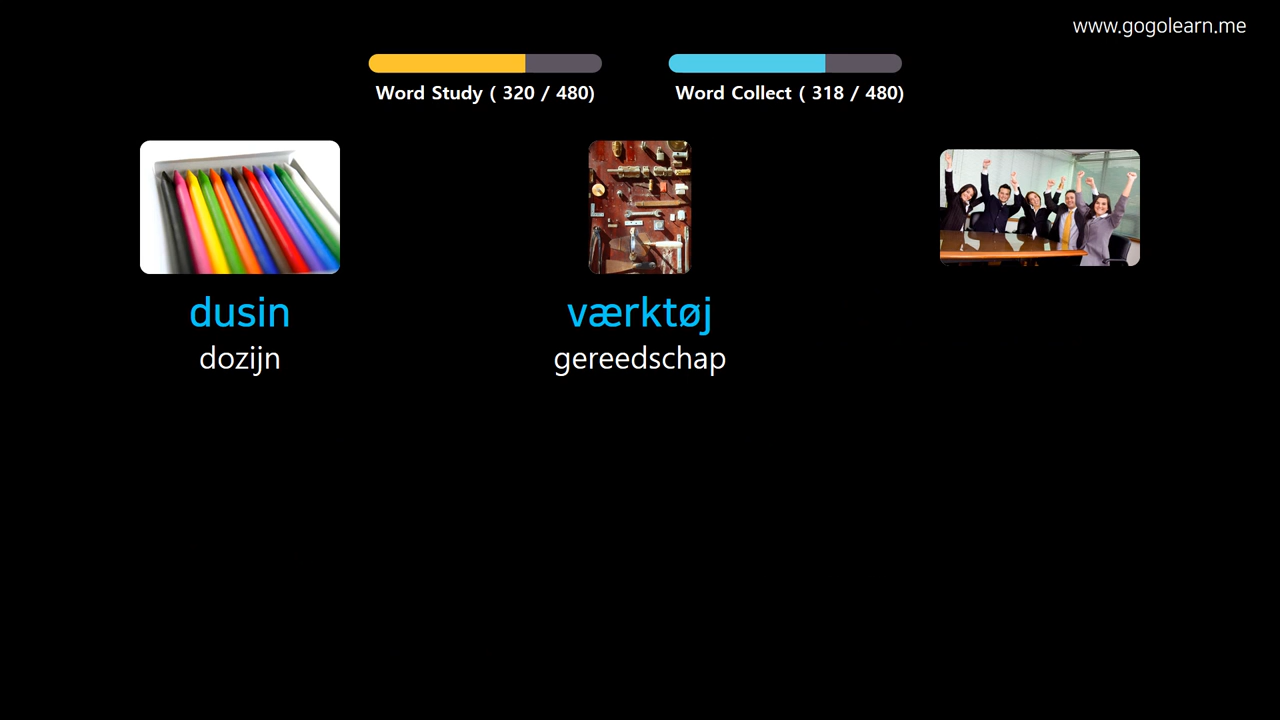 www.gogolearn.me
Word Study ( 320 / 480)
Word Collect ( 318 / 480)
dusin
værktøj
dozijn
gereedschap